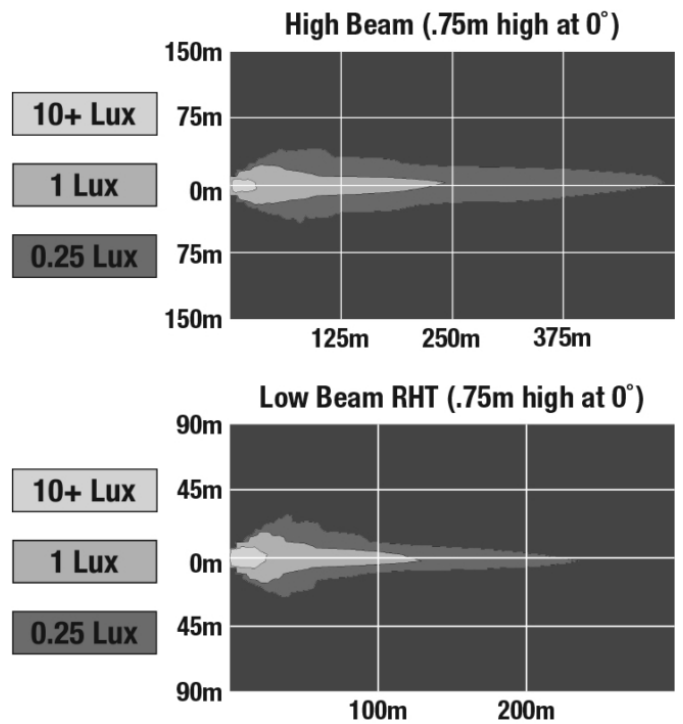 High Beam (.75m high at 0˚)
150m
10+ Lux
75m
1 Lux
0m
0.25 Lux
75m
150m
125m 250m 375m
Low Beam RHT (.75m high at 0˚)
90m
10+ Lux
45m
1 Lux
0m
0.25 Lux
45m
90m
100m 200m